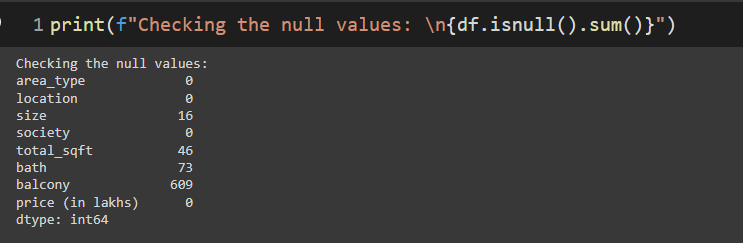 1 print(f"Checking the null values: \n{df.isnull().sum()}")
Checking the null values:
area_type 0
location 0
size 16
society 0
total_sqft 46
bath 73
balcony 609
price (in lakhs) 0
dtype: int64